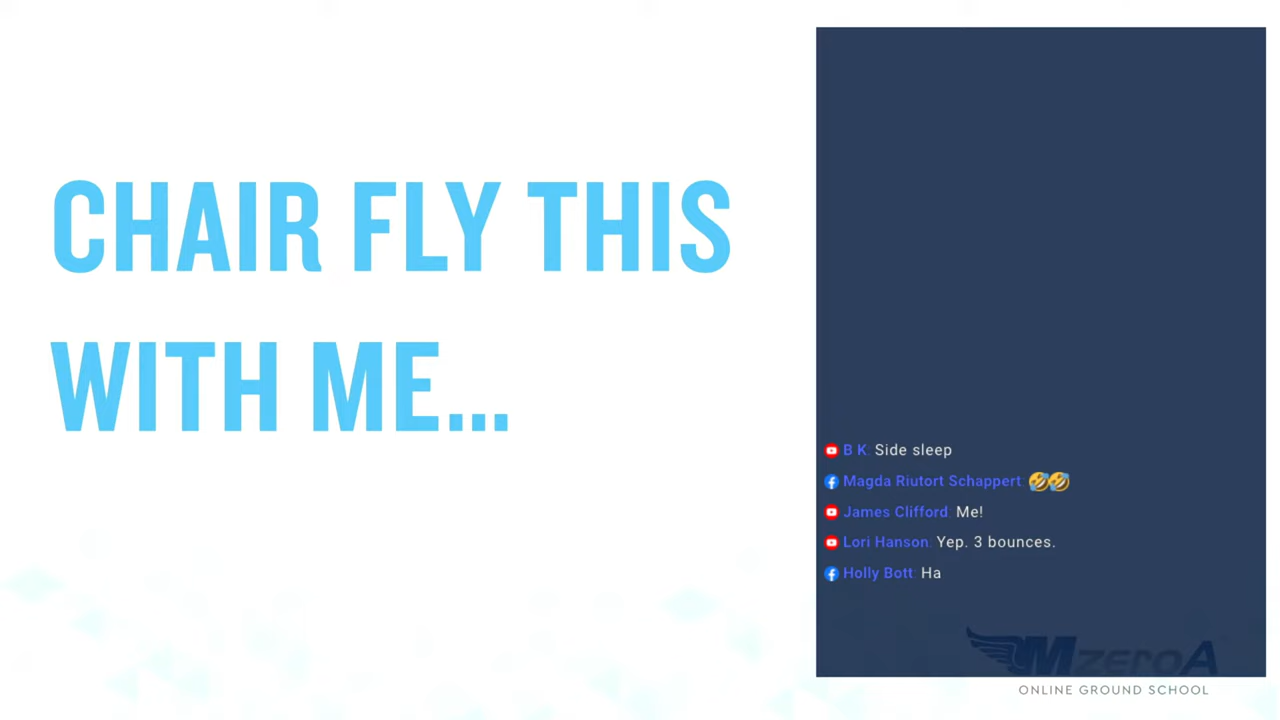 CHAIR FLY THIS
WITH ME...
B K: Side sleep
Magda Riutort Schappert: 🤣🤣
James Clifford: Me!
Lori Hanson: Yep. 3 bounces.
Holly Bott: Ha
MzeroA
ONLINE GROUND SCHOOL